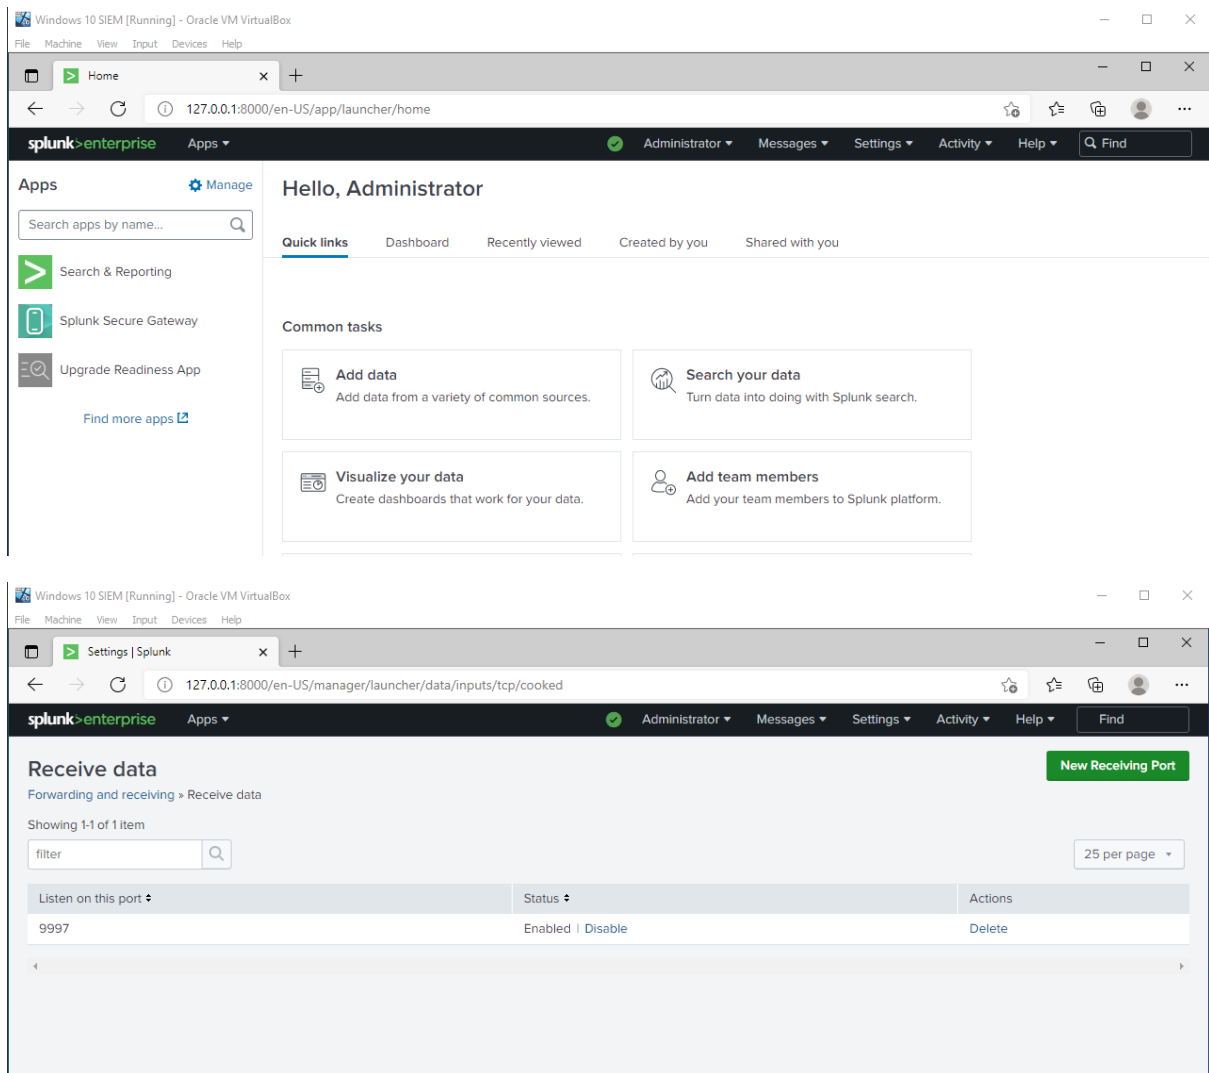 Windows 10 SIEM [Running] - Oracle VM VirtualBox
File Machine View Input Devices Help
Home
127.0.0.1:8000/en-US/app/launcher/home
splunk>enterprise Apps Administrator Messages Settings Activity Help Find
Apps Manage
Hello, Administrator
Search apps by name...
Quick links Dashboard Recently viewed Created by you Shared with you
Search & Reporting
Splunk Secure Gateway
Common tasks
Upgrade Readiness App
Add data
Add data from a variety of common sources.
Search your data
Turn data into doing with Splunk search.
Find more apps
Visualize your data
Create dashboards that work for your data.
Add team members
Add your team members to Splunk platform.
Windows 10 SIEM [Running] - Oracle VM VirtualBox
File Machine View Input Devices Help
Settings | Splunk
127.0.0.1:8000/en-US/manager/launcher/data/inputs/tcp/cooked
splunk>enterprise Apps Administrator Messages Settings Activity Help Find
Receive data
New Receiving Port
Forwarding and receiving » Receive data
Showing 1-1 of 1 item
filter
25 per page
Listen on this port Status Actions
9997 Enabled | Disable Delete